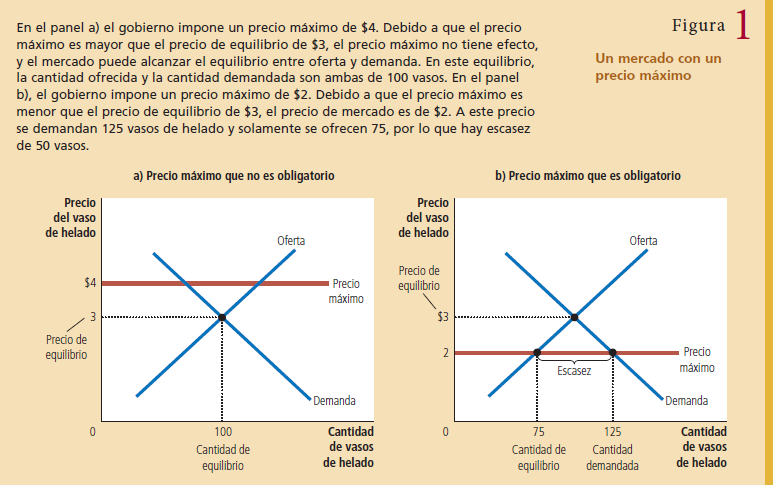 En el panel a) el gobierno impone un precio máximo de $4. Debido a que el precio
máximo es mayor que el precio de equilibrio de $3, el precio máximo no tiene efecto,
y el mercado puede alcanzar el equilibrio entre oferta y demanda. En este equilibrio,
la cantidad ofrecida y la cantidad demandada son ambas de 100 vasos. En el panel
b), el gobierno impone un precio máximo de $2. Debido a que el precio máximo es
menor que el precio de equilibrio de $3, el precio de mercado es de $2. A este precio
se demandan 125 vasos de helado y solamente se ofrecen 75, por lo que hay escasez
de 50 vasos.
Figura 1
Un mercado con un
precio máximo
a) Precio máximo que no es obligatorio
Precio
del vaso
de helado
Oferta
$4
Precio
máximo
3
Precio de
equilibrio
Demanda
0
100
Cantidad de
equilibrio
Cantidad
de vasos
de helado
b) Precio máximo que es obligatorio
Precio
del vaso
de helado
Oferta
Precio de
equilibrio
$3
2
Precio
máximo
Escasez
Demanda
0
75
125
Cantidad de
equilibrio
Cantidad
demandada
Cantidad
de vasos
de helado